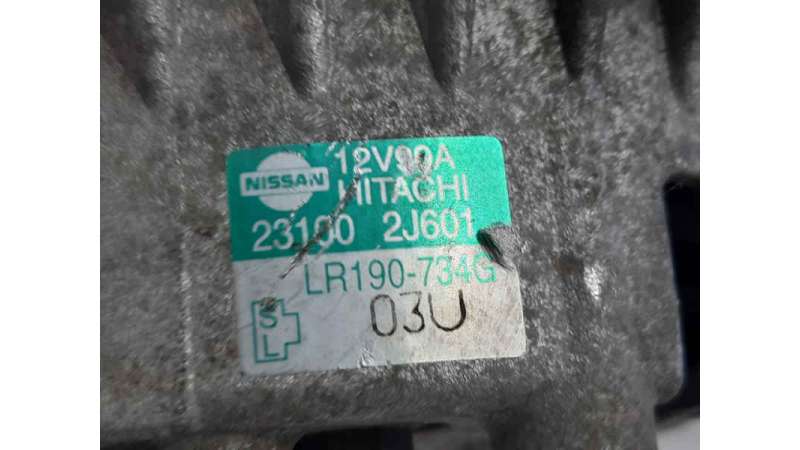 12V90A
NISSAN
HITACHI
23100 2J601
LR190-734G
S
L
03U